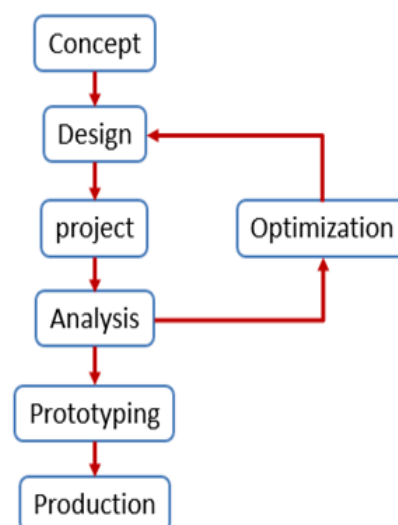 Concept
Design
project
Optimization
Analysis
Prototyping
Production